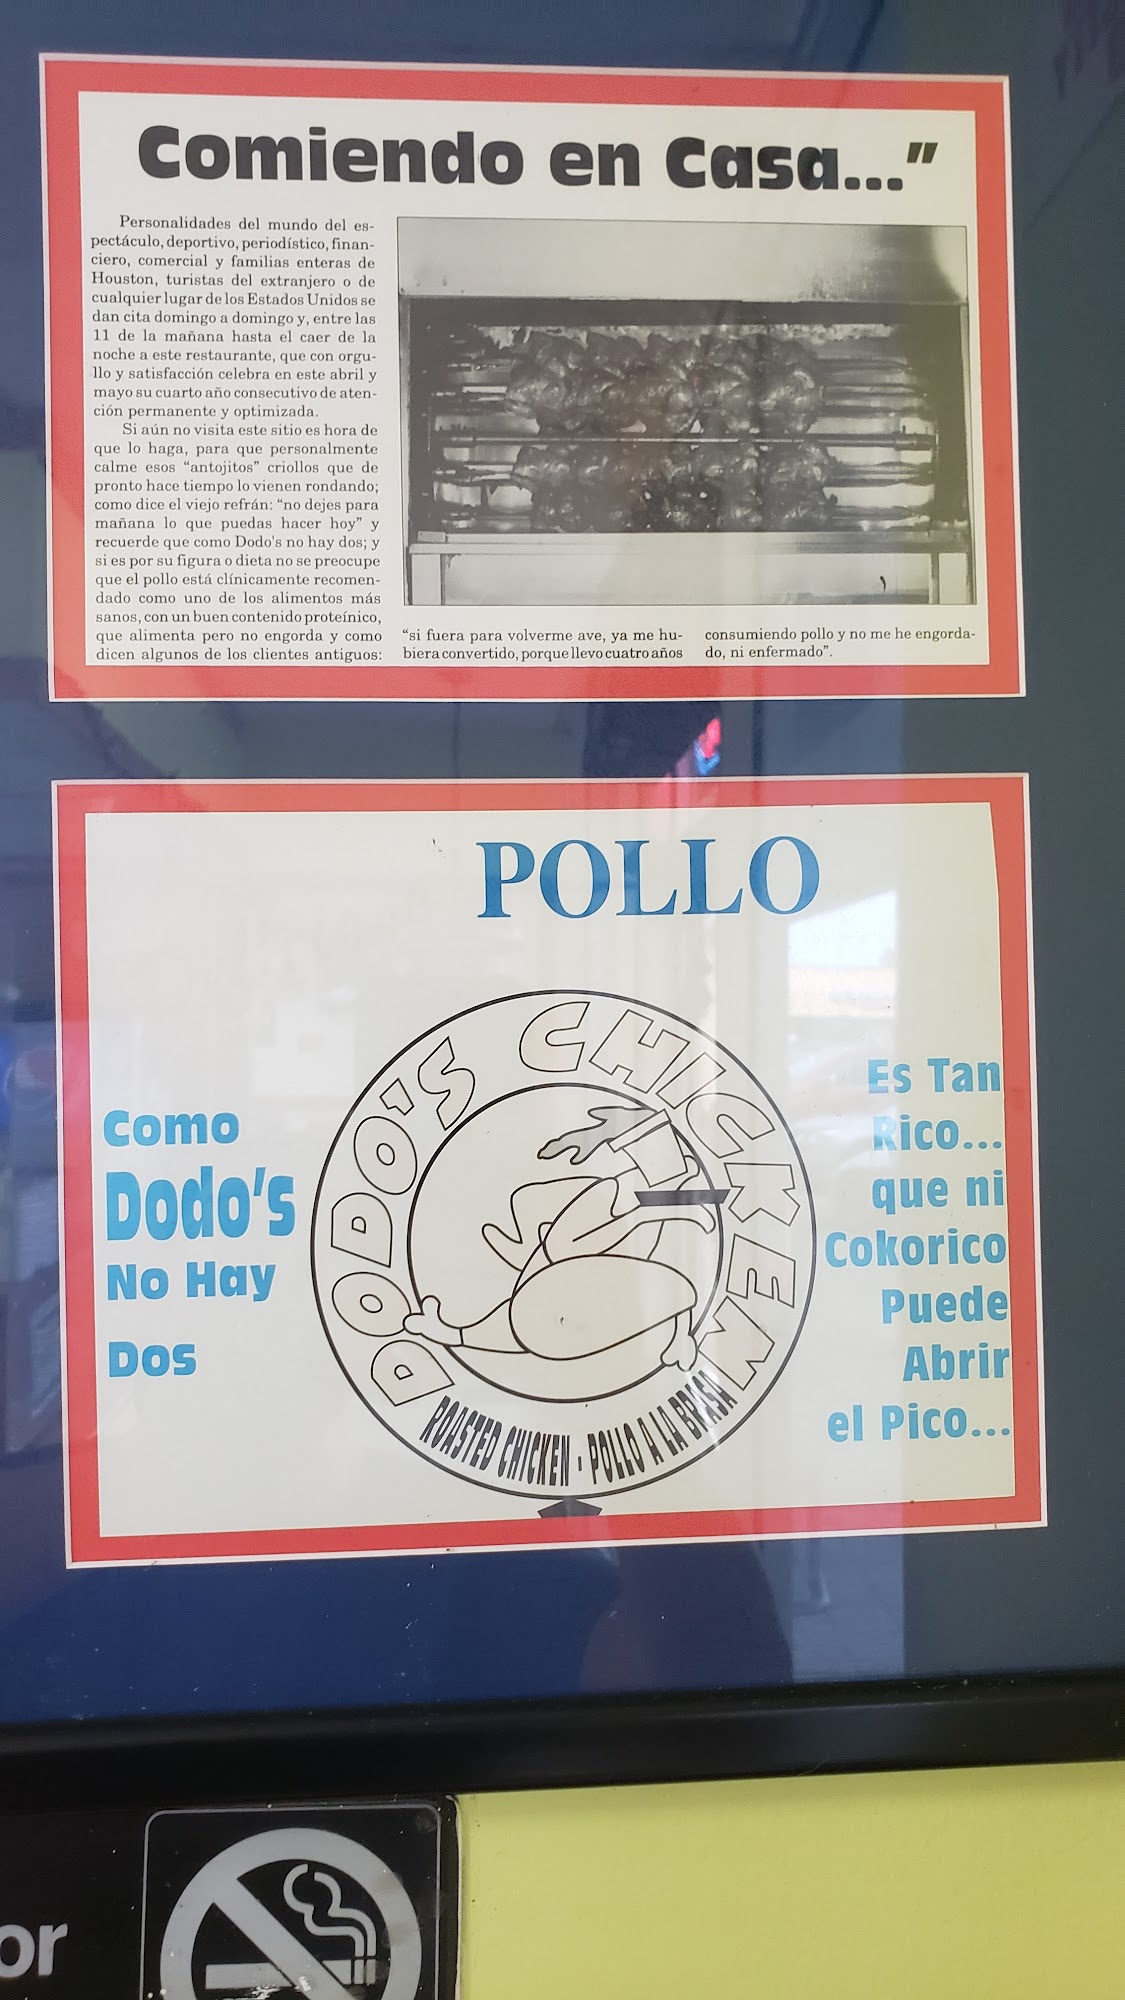 Comiendo en Casa..."
Personalidades del mundo del es-
pectáculo, deportivo, periodístico, finan-
ciero, comercial y familias enteras de
Houston, turistas del extranjero o de
cualquier lugar de los Estados Unidos se
dan cita domingo a domingo y, entre las
11 de la mañana hasta el caer de la
noche a este restaurante, que con orgu-
llo y satisfacción celebra en este abril y
mayo su cuarto año consecutivo de aten-
ción permanente y optimizada.
Si aún no visita este sitio es hora de
que lo haga, para que personalmente
calme esos "antojitos" criollos que de
pronto hace tiempo lo vienen rondando;
como dice el viejo refrán: "no dejes para
mañana lo que puedas hacer hoy" y
recuerde que como Dodo's no hay dos; y
si es por su figura o dieta no se preocupe
que el pollo está clínicamente recomen-
dado como uno de los alimentos más
sanos, con un buen contenido proteínico,
que alimenta pero no engorda y como
dicen algunos de los clientes antiguos:
"si fuera para volverme ave, ya me hu-
biera convertido, porque llevo cuatro años
consumiendo pollo y no me he engorda-
do, ni enfermado".
POLLO
Como
Dodo's
No Hay
Dos
DODO'S CHICKEN
ROASTED CHICKEN - POLLO A LA BRASA
Es Tan
Rico...
que ni
Cokorico
Puede
Abrir
el Pico...
or